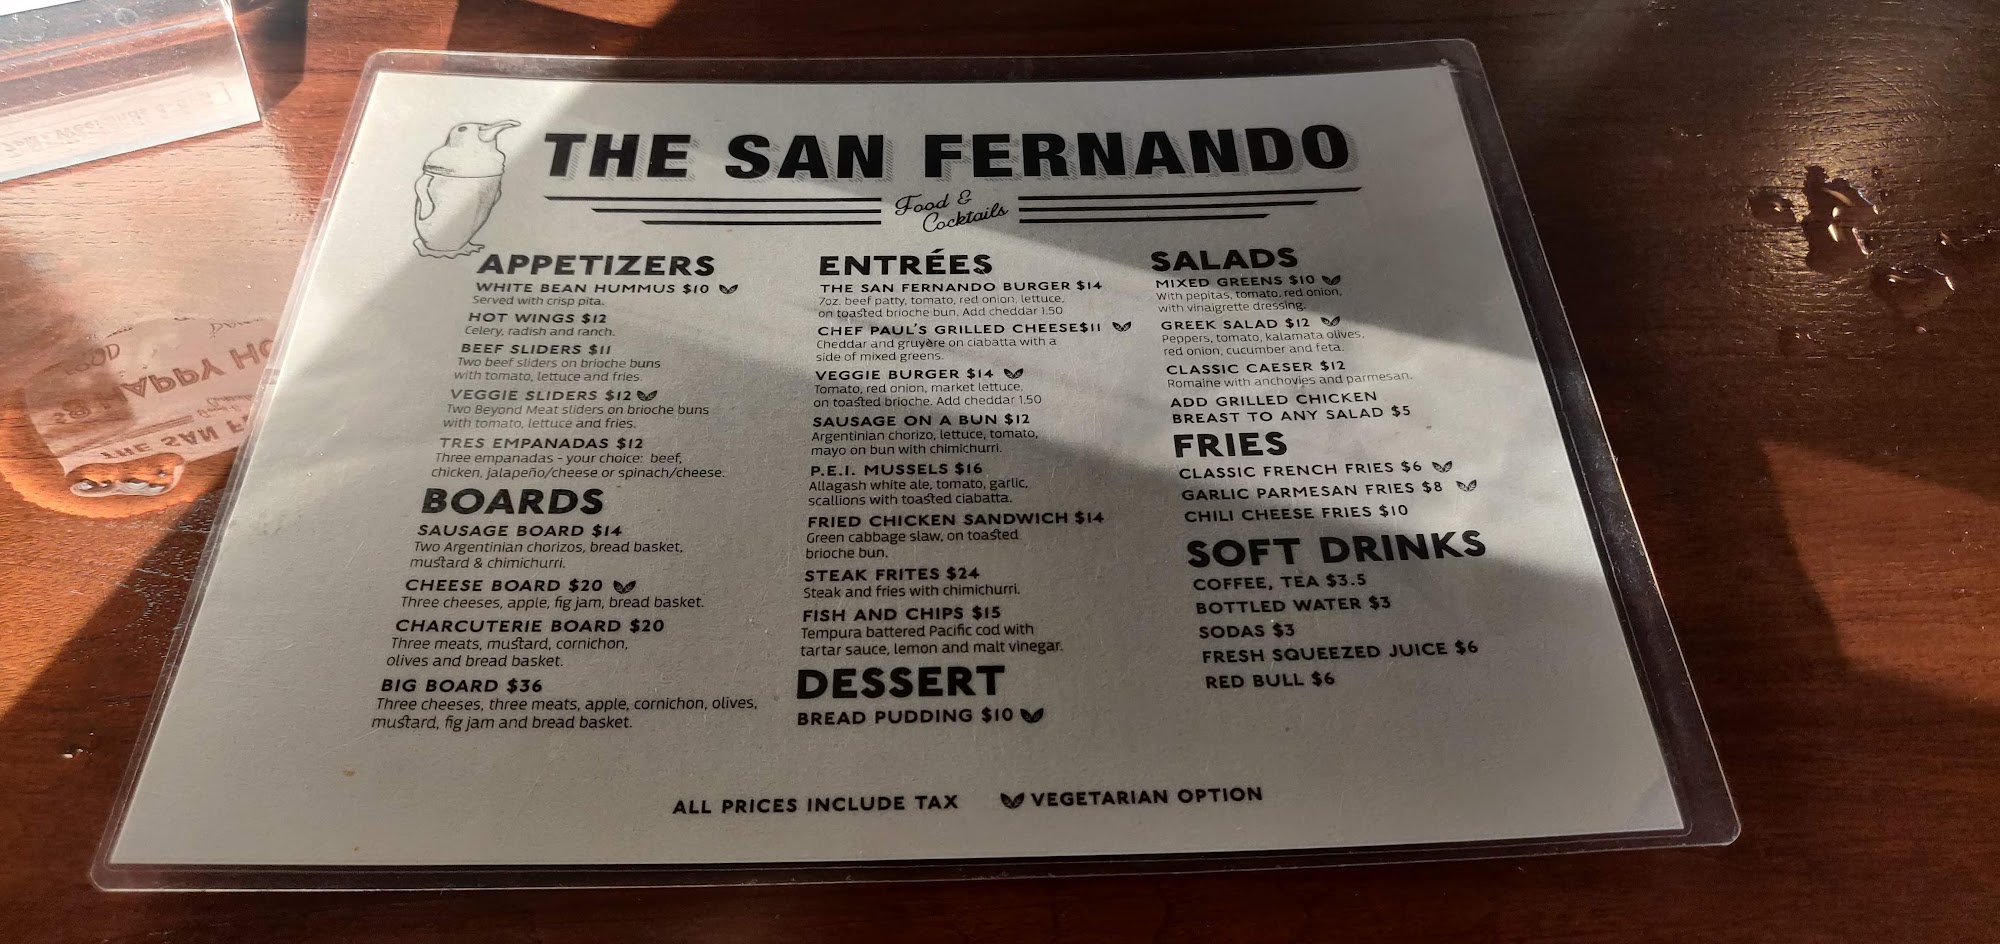 THE SAN FERNANDO
Food &
Cocktails
APPETIZERS
WHITE BEAN HUMMUS $10
Served with crisp pita.
HOT WINGS $12
Celery, radish and ranch.
BEEF SLIDERS $11
Two beef sliders on brioche buns
with tomato, lettuce and fries.
VEGGIE SLIDERS $12
Two Beyond Meat sliders on brioche buns
with tomato, lettuce and fries.
TRES EMPANADAS $12
Three empanadas - your choice: beef,
chicken, jalapeño/cheese or spinach/cheese.
BOARDS
SAUSAGE BOARD $14
Two Argentinian chorizos, bread basket,
mustard & chimichurri.
CHEESE BOARD $20
Three cheeses, apple, fig jam, bread basket.
CHARCUTERIE BOARD $20
Three meats, mustard, cornichon,
olives and bread basket.
BIG BOARD $36
Three cheeses, three meats, apple, cornichon, olives,
mustard, fig jam and bread basket.
ENTRÉES
THE SAN FERNANDO BURGER $14
7oz. beef patty, tomato, red onion, lettuce,
on toasted brioche bun. Add cheddar 1.50
CHEF PAUL'S GRILLED CHEESE$11
Cheddar and gruyère on ciabatta with a
side of mixed greens.
VEGGIE BURGER $14
Tomato, red onion, market lettuce,
on toasted brioche. Add cheddar 1.50
SAUSAGE ON A BUN $12
Argentinian chorizo, lettuce, tomato,
mayo on bun with chimichurri.
P.E.I. MUSSELS $16
Allagash white ale, tomato, garlic,
scallions with toasted ciabatta.
FRIED CHICKEN SANDWICH $14
Green cabbage slaw, on toasted
brioche bun.
STEAK FRITES $24
Steak and fries with chimichurri.
FISH AND CHIPS $15
Tempura battered Pacific cod with
tartar sauce, lemon and malt vinegar.
DESSERT
BREAD PUDDING $10
SALADS
MIXED GREENS $10
With pepitas, tomato, red onion,
with vinaigrette dressing.
GREEK SALAD $12
Peppers, tomato, kalamata olives,
red onion, cucumber and feta.
CLASSIC CAESER $12
Romaine with anchovies and parmesan.
ADD GRILLED CHICKEN
BREAST TO ANY SALAD $5
FRIES
CLASSIC FRENCH FRIES $6
GARLIC PARMESAN FRIES $8
CHILI CHEESE FRIES $10
SOFT DRINKS
COFFEE, TEA $3.5
BOTTLED WATER $3
SODAS $3
FRESH SQUEEZED JUICE $6
RED BULL $6
ALL PRICES INCLUDE TAX
VEGETARIAN OPTION